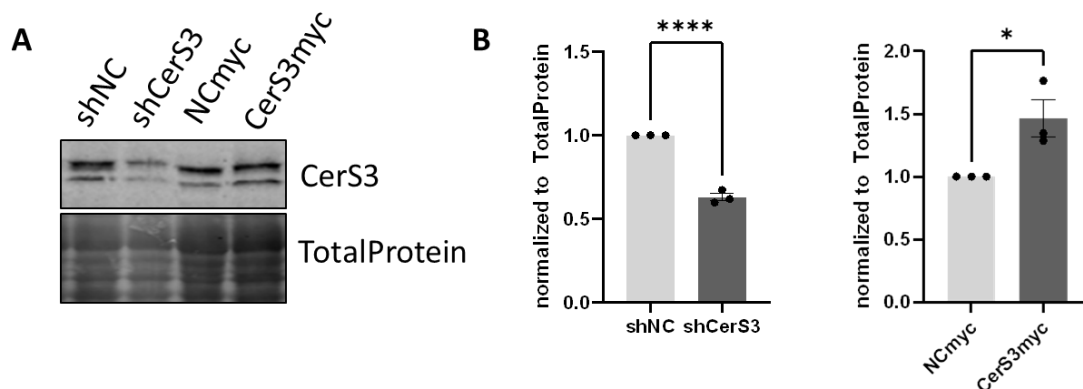 A
shNC
shCerS3
NCmyc
CerS3myc
CerS3
TotalProtein
B
normalized to TotalProtein
1.5
1.0
0.5
0.0
****
shNC
shCerS3
normalized to TotalProtein
2.0
1.5
1.0
0.5
0.0
*
NCmyc
CerS3myc